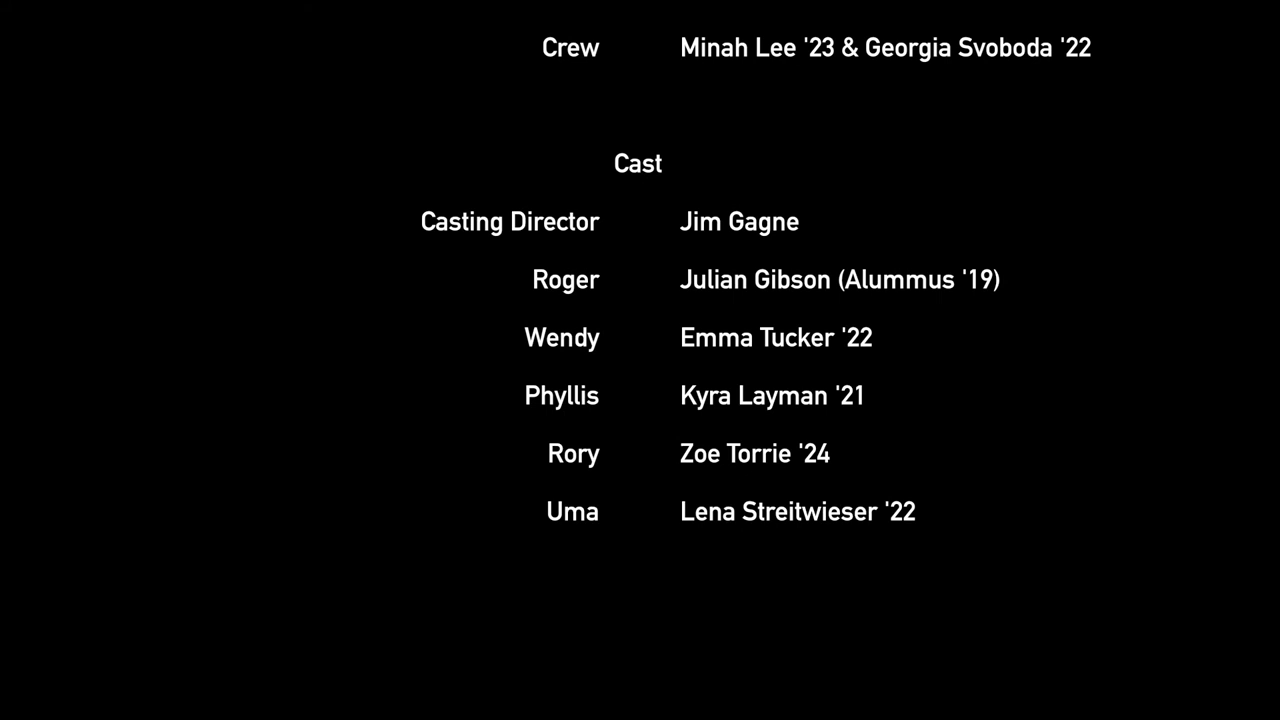 Crew Minah Lee '23 & Georgia Svoboda '22
Cast
Casting Director Jim Gagne
Roger Julian Gibson (Alummus '19)
Wendy Emma Tucker '22
Phyllis Kyra Layman '21
Rory Zoe Torrie '24
Uma Lena Streitwieser '22